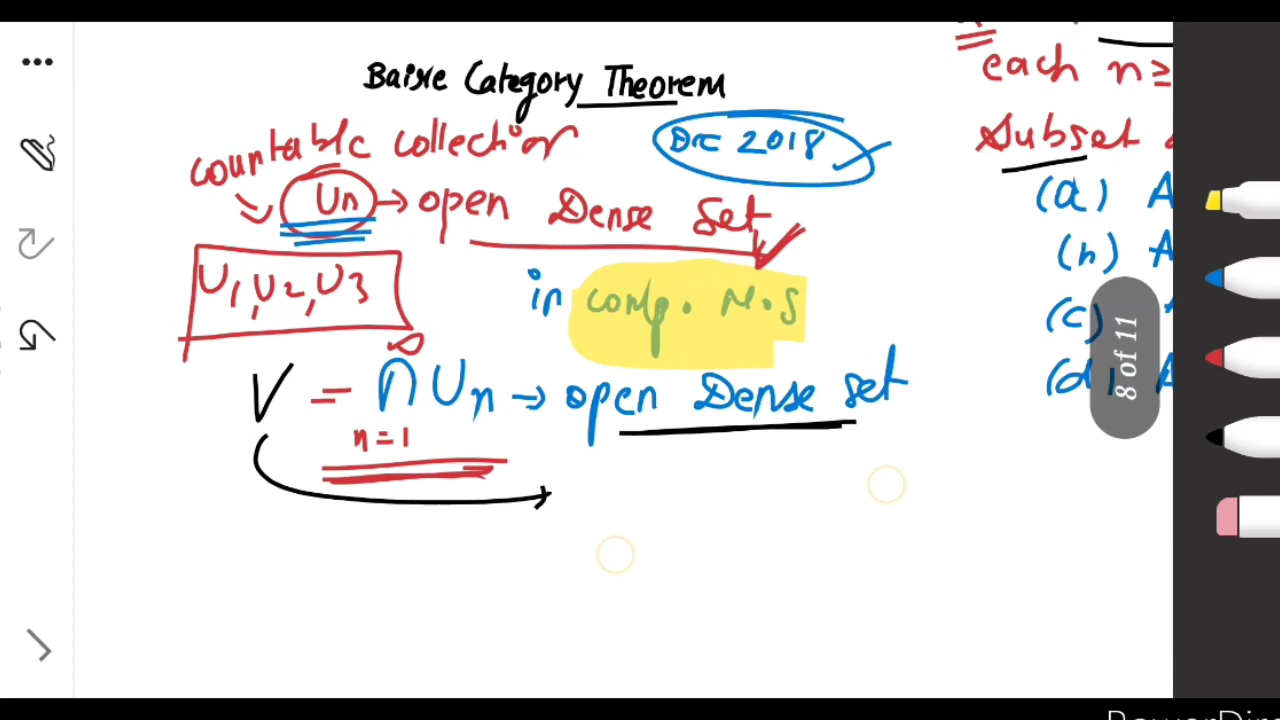 Baire Category Theorem
countable collection
Dec 2018
Un → open Dense Set
U1, U2, U3
in comp. M.S
∞
V = ∩ Un → open Dense set
n=1
each n ≥
Subset
(a) A
(b) A
(c)
(d)
8 of 11
PowerDir